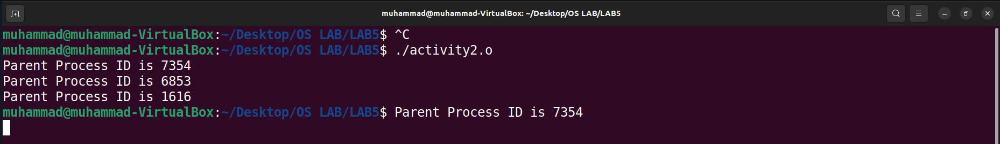 muhammad@muhammad-VirtualBox: ~/Desktop/OS LAB/LAB5
muhammad@muhammad-VirtualBox:~/Desktop/OS LAB/LAB5$ ^C
muhammad@muhammad-VirtualBox:~/Desktop/OS LAB/LAB5$ ./activity2.o
Parent Process ID is 7354
Parent Process ID is 6853
Parent Process ID is 1616
muhammad@muhammad-VirtualBox:~/Desktop/OS LAB/LAB5$ Parent Process ID is 7354